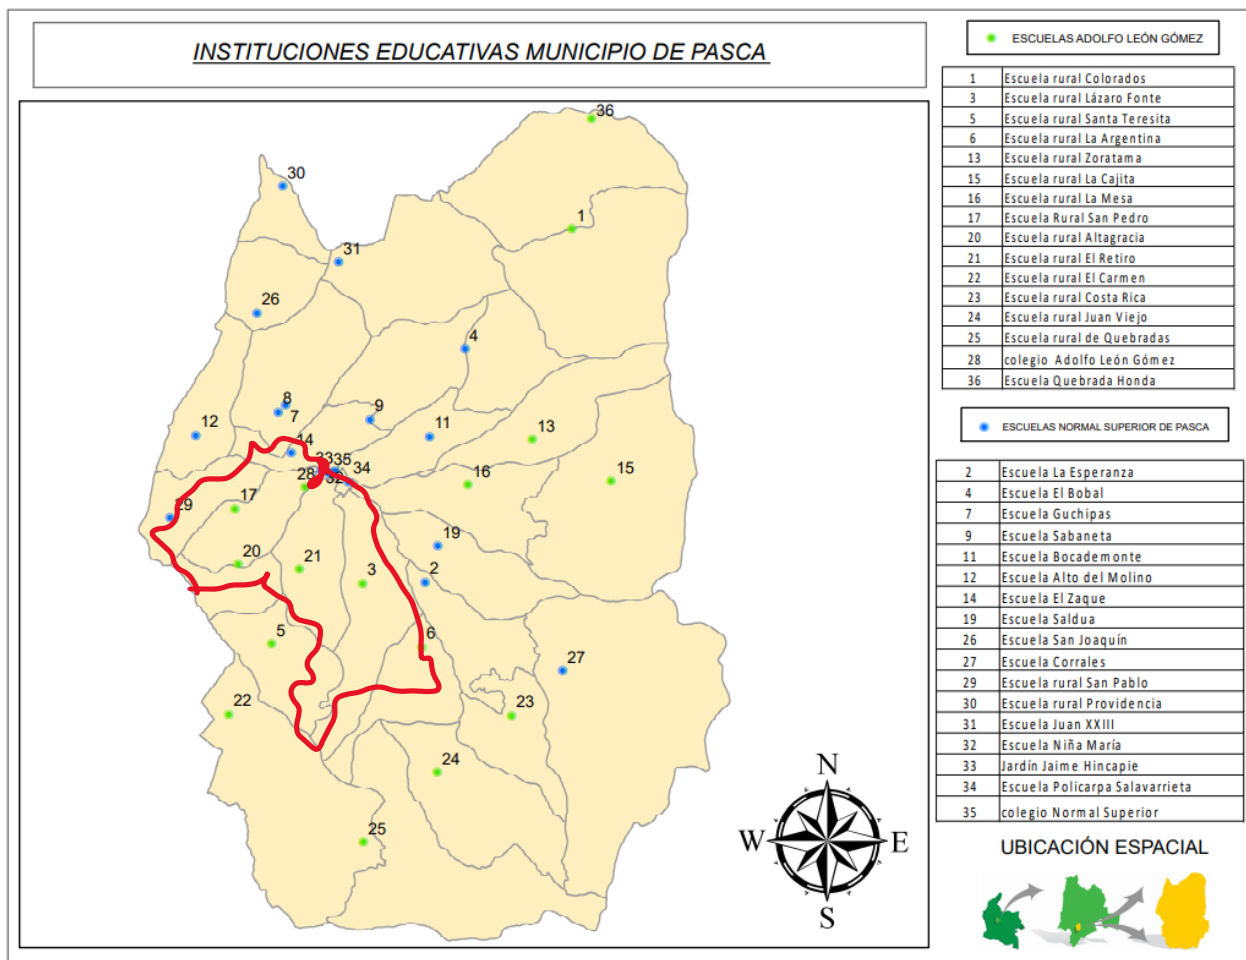 INSTITUCIONES EDUCATIVAS MUNICIPIO DE PASCA
ESCUELAS ADOLFO LEÓN GÓMEZ
1 Escuela rural Colorados
3 Escuela rural Lázaro Fonte
5 Escuela rural Santa Teresita
6 Escuela rural La Argentina
13 Escuela rural Zoratama
15 Escuela rural La Cajita
16 Escuela rural La Mesa
17 Escuela Rural San Pedro
20 Escuela rural Altagracia
21 Escuela rural El Retiro
22 Escuela rural El Carmen
23 Escuela rural Costa Rica
24 Escuela rural Juan Viejo
25 Escuela rural de Quebradas
28 colegio Adolfo León Gómez
36 Escuela Quebrada Honda
ESCUELAS NORMAL SUPERIOR DE PASCA
2 Escuela La Esperanza
4 Escuela El Bobal
7 Escuela Guchipas
9 Escuela Sabaneta
11 Escuela Bocademonte
12 Escuela Alto del Molino
14 Escuela El Zaque
19 Escuela Saldua
26 Escuela San Joaquín
27 Escuela Corrales
29 Escuela rural San Pablo
30 Escuela rural Providencia
31 Escuela Juan XXIII
32 Escuela Niña María
33 Jardín Jaime Hincapie
34 Escuela Policarpa Salavarrieta
35 colegio Normal Superior
UBICACIÓN ESPACIAL
36
30
1
31
26
4
8
7
9
12
11
13
14
33
35
34
28
32
16
15
17
29
19
20
21
3
2
5
6
27
22
23
24
25
N
W
E
S